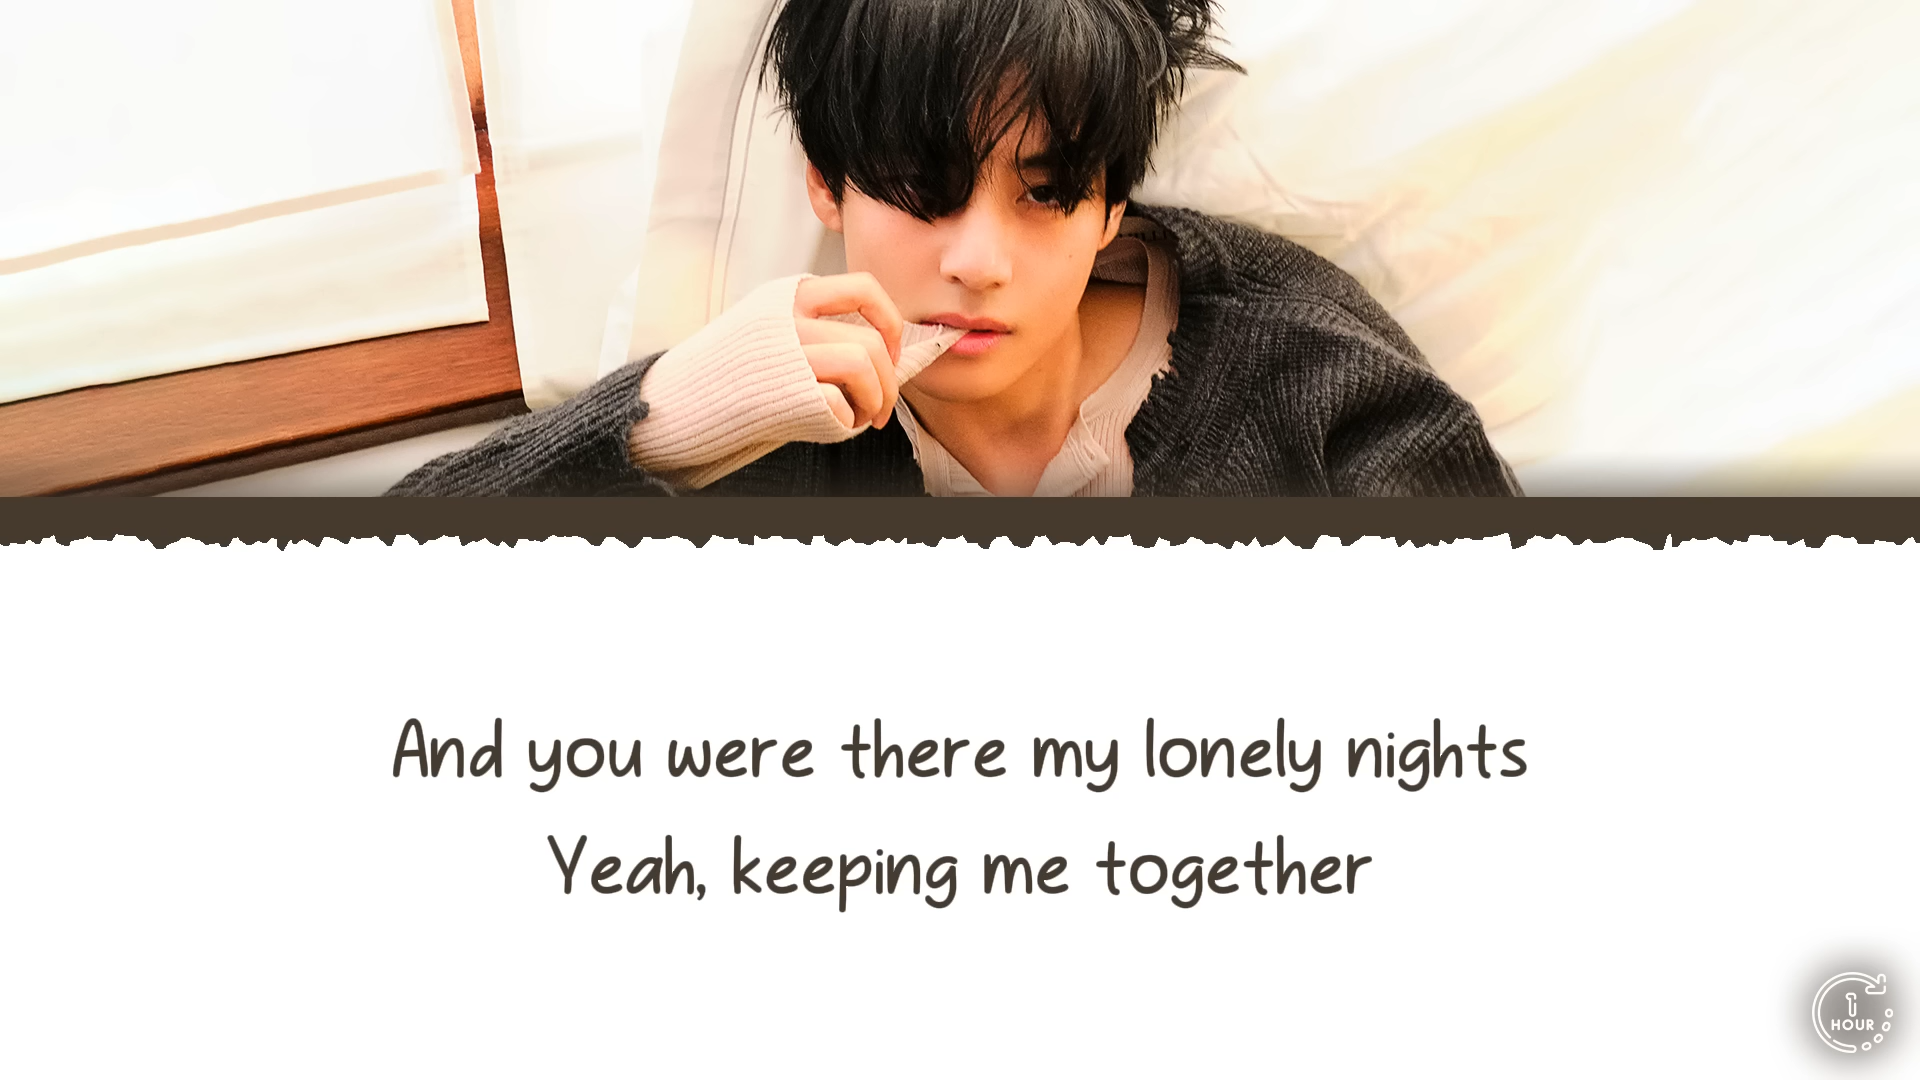 And you were there my lonely nights
Yeah, keeping me together
1
HOUR